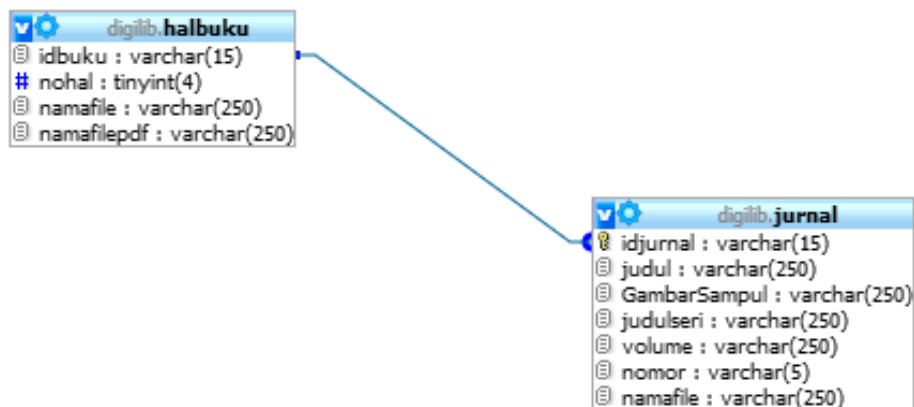 digilib.halbuku
idbuku : varchar(15)
# nohal : tinyint(4)
namafile : varchar(250)
namafilepdf : varchar(250)
digilib.jurnal
idjurnal : varchar(15)
judul : varchar(250)
GambarSampul : varchar(250)
judulseri : varchar(250)
volume : varchar(250)
nomor : varchar(5)
namafile : varchar(250)